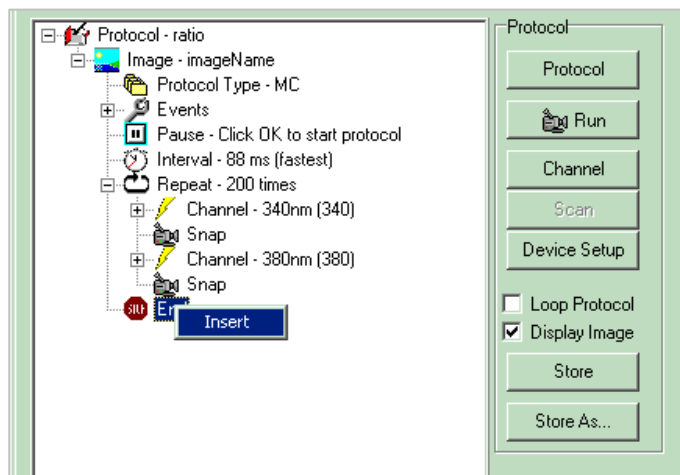 Protocol - ratio
Image - imageName
Protocol Type - MC
Events
Pause - Click OK to start protocol
Interval - 88 ms (fastest)
Repeat - 200 times
Channel - 340nm (340)
Snap
Channel - 380nm (380)
Snap
Insert
Protocol
Protocol
Run
Channel
Scan
Device Setup
Loop Protocol
Display Image
Store
Store As...